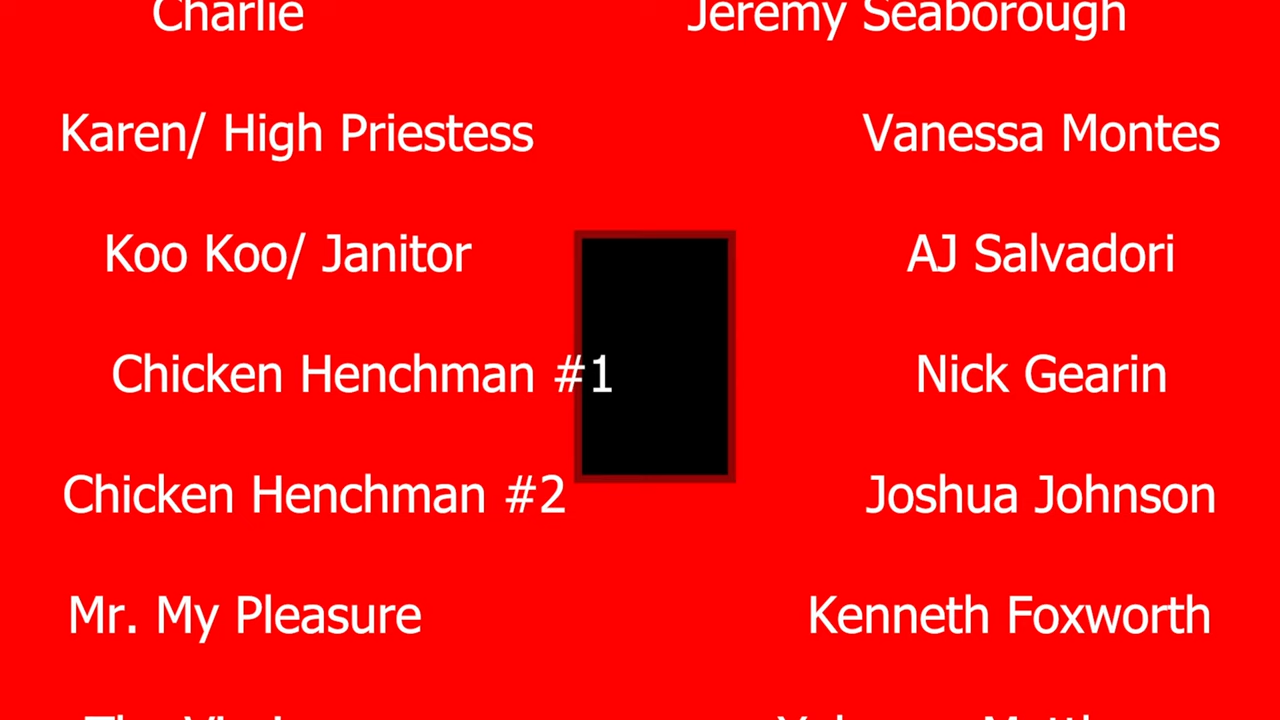 Charlie Jeremy Seaborough
Karen/ High Priestess Vanessa Montes
Koo Koo/ Janitor AJ Salvadori
Chicken Henchman #1 Nick Gearin
Chicken Henchman #2 Joshua Johnson
Mr. My Pleasure Kenneth Foxworth
The